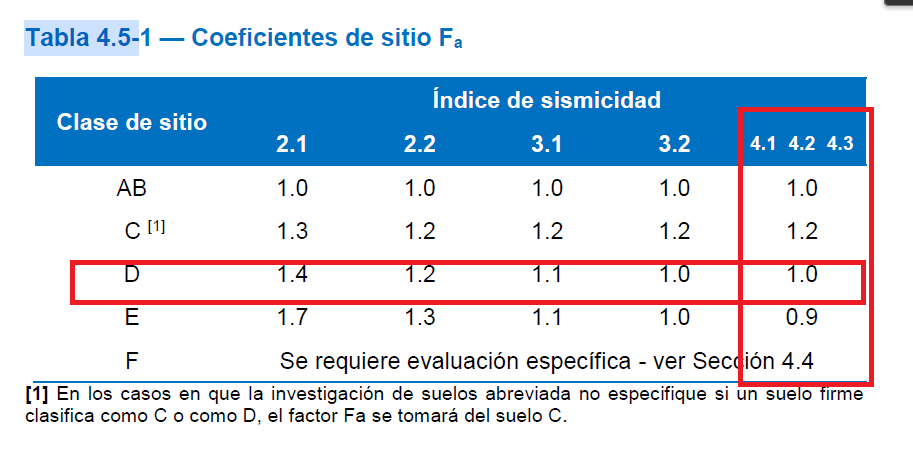 Tabla 4.5-1 — Coeficientes de sitio Fa
Clase de sitio
Índice de sismicidad
2.1 2.2 3.1 3.2 4.1 4.2 4.3
AB 1.0 1.0 1.0 1.0 1.0
C [1] 1.3 1.2 1.2 1.2 1.2
D 1.4 1.2 1.1 1.0 1.0
E 1.7 1.3 1.1 1.0 0.9
F Se requiere evaluación específica - ver Sección 4.4
[1] En los casos en que la investigación de suelos abreviada no especifique si un suelo firme
clasifica como C o como D, el factor Fa se tomará del suelo C.